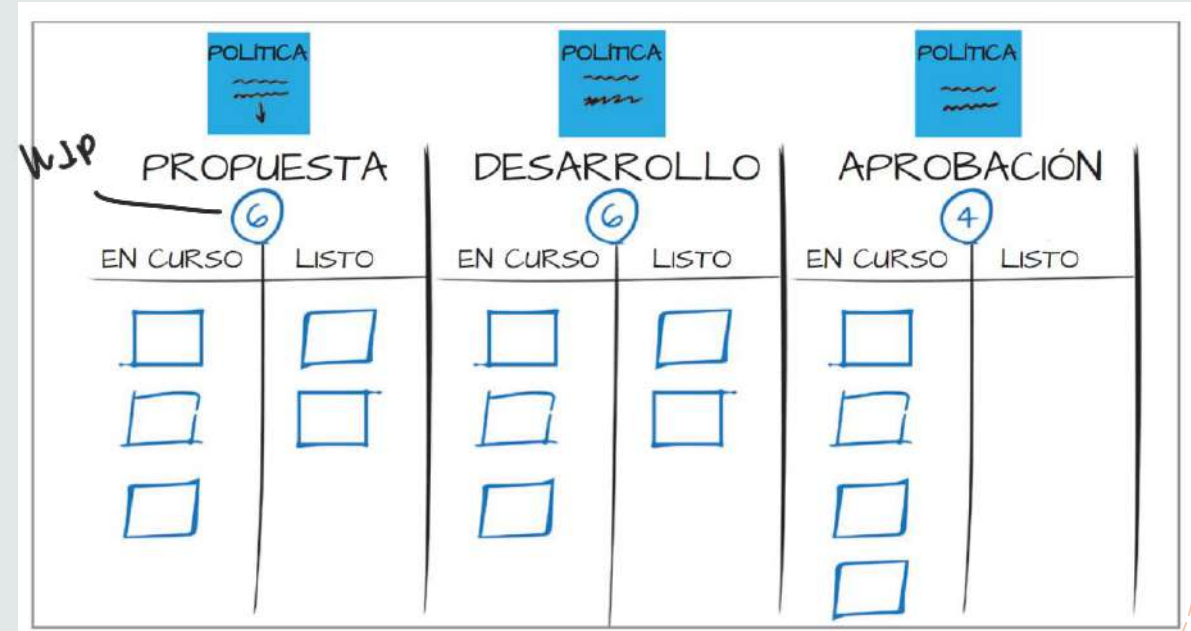 POLÍTICA
POLÍTICA
POLÍTICA
WIP
PROPUESTA
DESARROLLO
APROBACIÓN
6
6
4
EN CURSO
LISTO
EN CURSO
LISTO
EN CURSO
LISTO